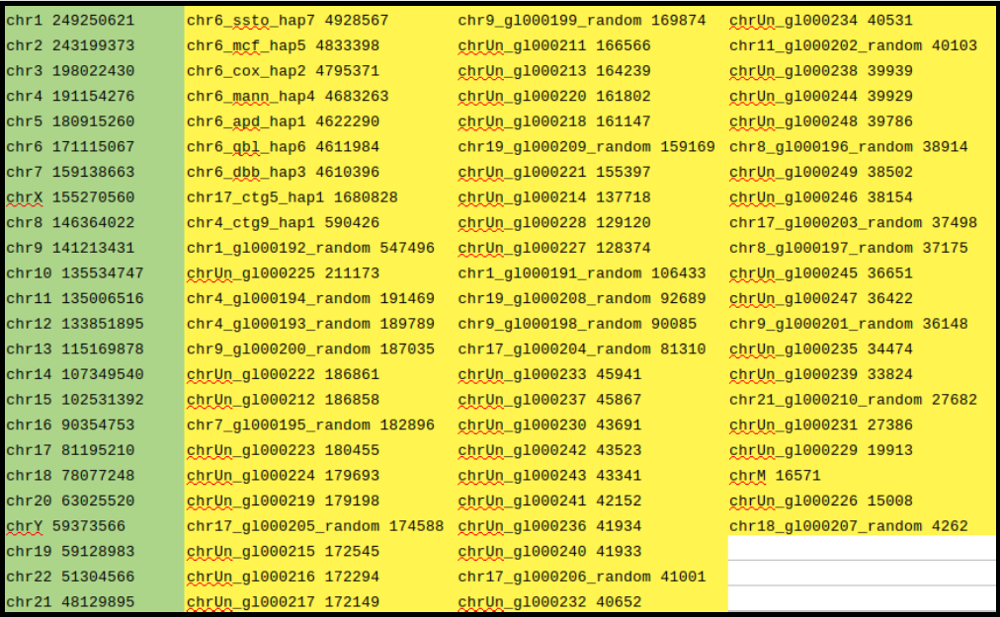 chr1 249250621
chr2 243199373
chr3 198022430
chr4 191154276
chr5 180915260
chr6 171115067
chr7 159138663
chrX 155270560
chr8 146364022
chr9 141213431
chr10 135534747
chr11 135006516
chr12 133851895
chr13 115169878
chr14 107349540
chr15 102531392
chr16 90354753
chr17 81195210
chr18 78077248
chr20 63025520
chrY 59373566
chr19 59128983
chr22 51304566
chr21 48129895
chr6_ssto_hap7 4928567
chr6_mcf_hap5 4833398
chr6_cox_hap2 4795371
chr6_mann_hap4 4683263
chr6_apd_hap1 4622290
chr6_qbl_hap6 4611984
chr6_dbb_hap3 4610396
chr17_ctg5_hap1 1680828
chr4_ctg9_hap1 590426
chr1_gl000192_random 547496
chrUn_gl000225 211173
chr4_gl000194_random 191469
chr4_gl000193_random 189789
chr9_gl000200_random 187035
chrUn_gl000222 186861
chrUn_gl000212 186858
chr7_gl000195_random 182896
chrUn_gl000223 180455
chrUn_gl000224 179693
chrUn_gl000219 179198
chr17_gl000205_random 174588
chrUn_gl000215 172545
chrUn_gl000216 172294
chrUn_gl000217 172149
chr9_gl000199_random 169874
chrUn_gl000211 166566
chrUn_gl000213 164239
chrUn_gl000220 161802
chrUn_gl000218 161147
chr19_gl000209_random 159169
chrUn_gl000221 155397
chrUn_gl000214 137718
chrUn_gl000228 129120
chrUn_gl000227 128374
chr1_gl000191_random 106433
chr19_gl000208_random 92689
chr9_gl000198_random 90085
chr17_gl000204_random 81310
chrUn_gl000233 45941
chrUn_gl000237 45867
chrUn_gl000230 43691
chrUn_gl000242 43523
chrUn_gl000243 43341
chrUn_gl000241 42152
chrUn_gl000236 41934
chrUn_gl000240 41933
chr17_gl000206_random 41001
chrUn_gl000232 40652
chrUn_gl000234 40531
chr11_gl000202_random 40103
chrUn_gl000238 39939
chrUn_gl000244 39929
chrUn_gl000248 39786
chr8_gl000196_random 38914
chrUn_gl000249 38502
chrUn_gl000246 38154
chr17_gl000203_random 37498
chr8_gl000197_random 37175
chrUn_gl000245 36651
chrUn_gl000247 36422
chr9_gl000201_random 36148
chrUn_gl000235 34474
chrUn_gl000239 33824
chr21_gl000210_random 27682
chrUn_gl000231 27386
chrUn_gl000229 19913
chrM 16571
chrUn_gl000226 15008
chr18_gl000207_random 4262